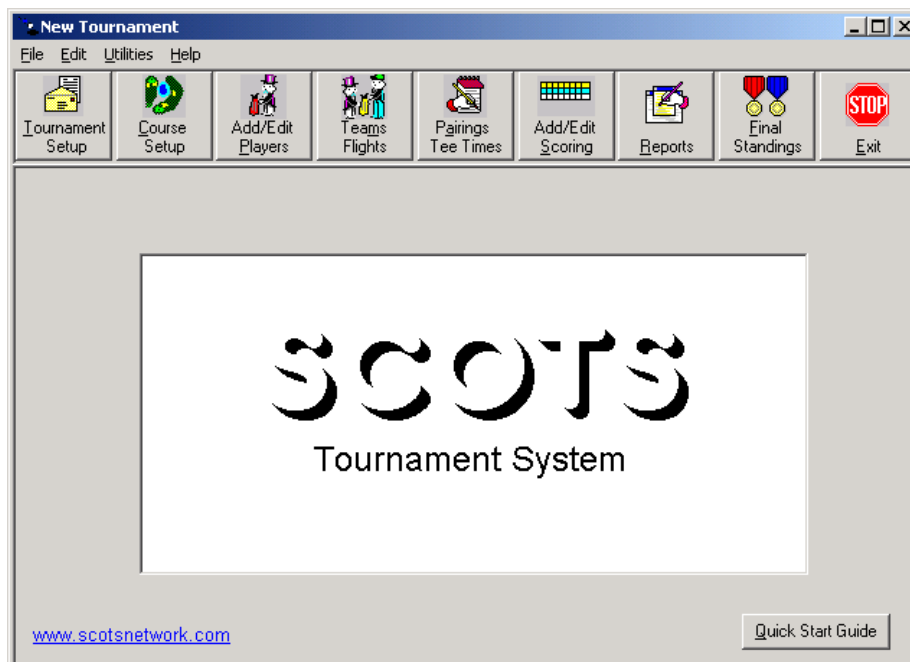 New Tournament
File Edit Utilities Help
Tournament
Setup
Course
Setup
Add/Edit
Players
Teams
Flights
Pairings
Tee Times
Add/Edit
Scoring
Reports
Final
Standings
STOP
Exit
SCOTS
Tournament System
www.scotsnetwork.com
Quick Start Guide